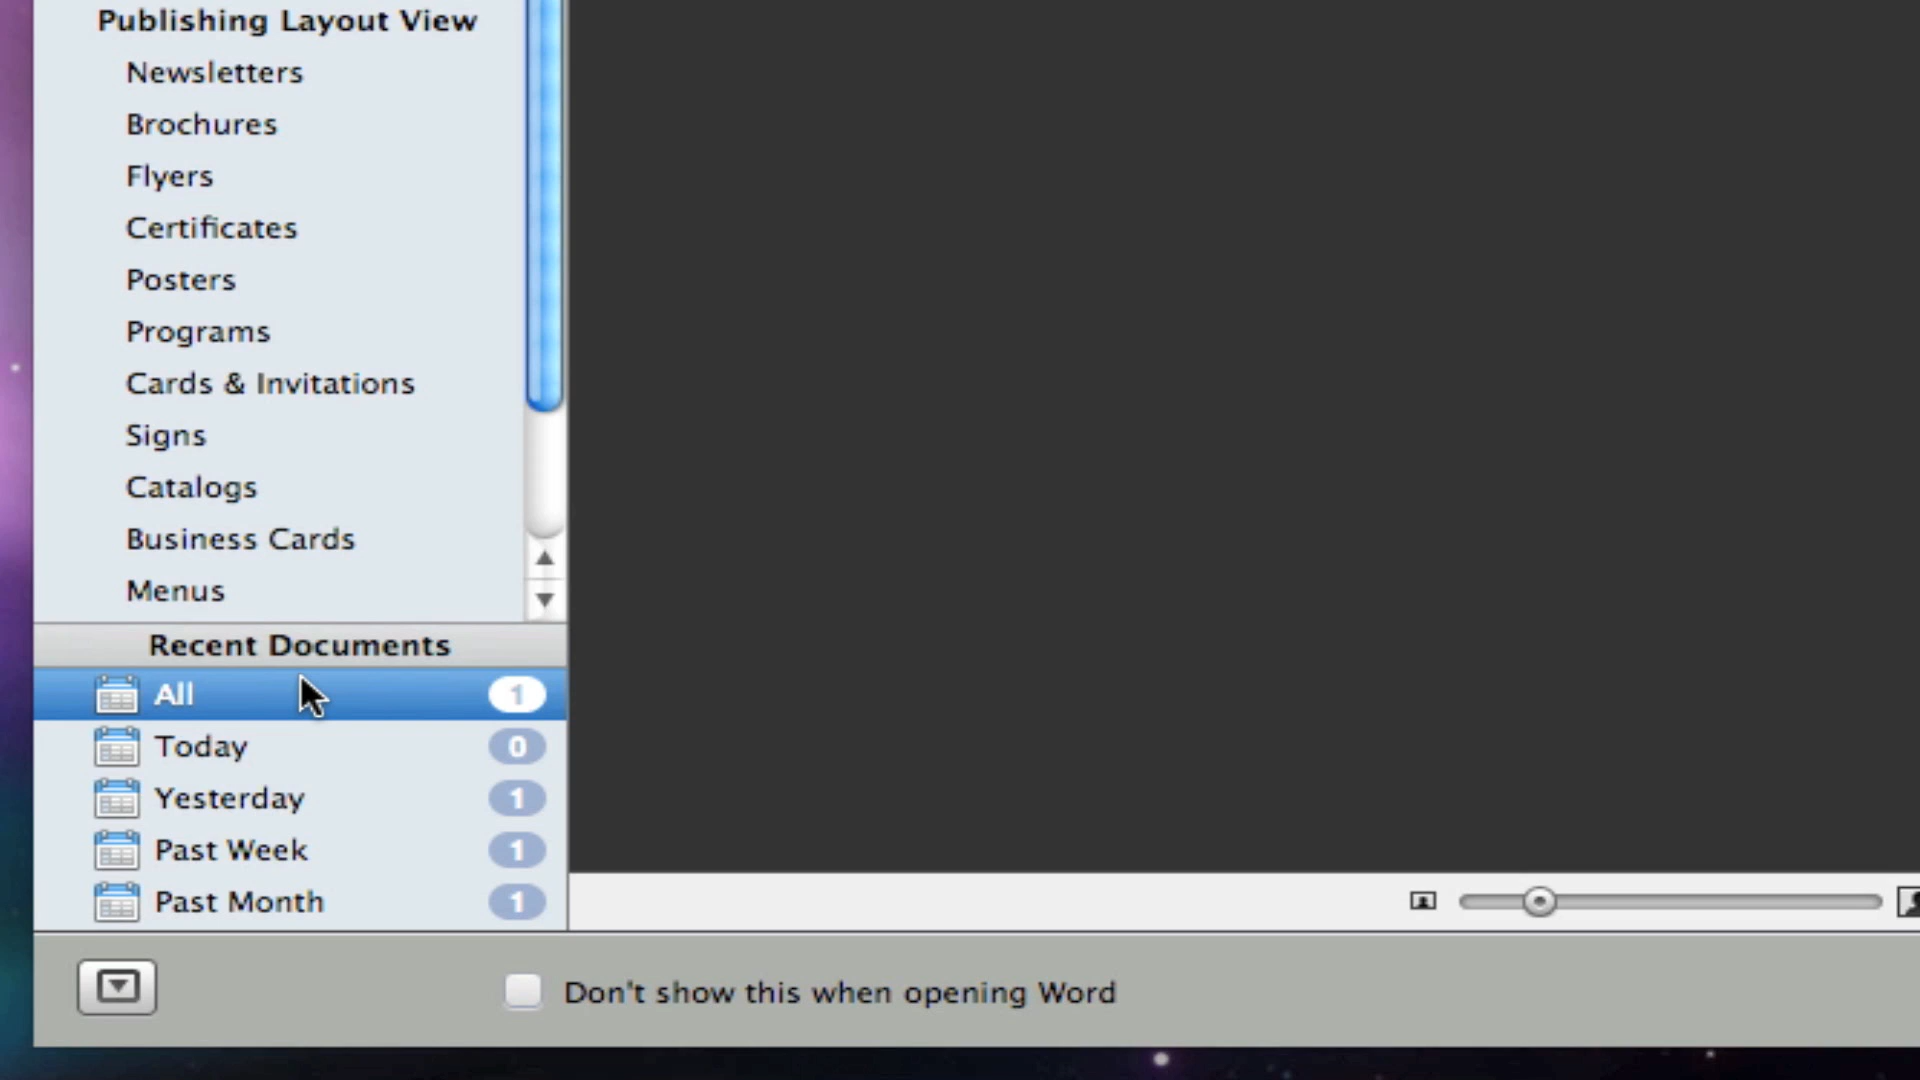 Publishing Layout View
Newsletters
Brochures
Flyers
Certificates
Posters
Programs
Cards & Invitations
Signs
Catalogs
Business Cards
Menus
Recent Documents
All 1
Today 0
Yesterday 1
Past Week 1
Past Month 1
Don't show this when opening Word